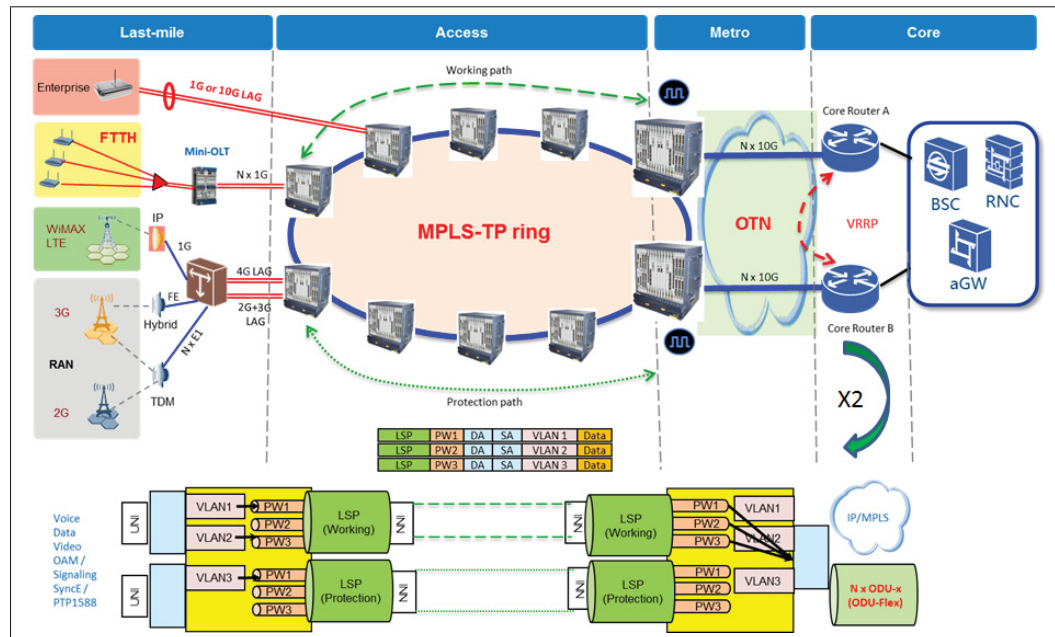 Last-mile
Access
Metro
Core
Enterprise
1G or 10G LAG
Working path
FTTH
Mini-OLT
N x 1G
WiMAX
LTE
IP
1G
4G LAG
2G+3G
LAG
3G
FE
Hybrid
N x E1
RAN
2G
TDM
MPLS-TP ring
Protection path
N x 10G
OTN
N x 10G
Core Router A
VRRP
Core Router B
BSC
RNC
aGW
X2
LSP PW1 DA SA VLAN 1 Data
LSP PW2 DA SA VLAN 2 Data
LSP PW3 DA SA VLAN 3 Data
Voice
Data
Video
OAM /
Signaling
SyncE /
PTP1588
UNI
VLAN1
VLAN2
PW1
PW2
PW3
LSP
(Working)
NNI
NNI
LSP
(Working)
PW1
PW2
PW3
VLAN1
VLAN2
IP/MPLS
UNI
VLAN3
PW1
PW2
PW3
LSP
(Protection)
NNI
NNI
LSP
(Protection)
PW1
PW2
PW3
VLAN3
N x ODU-x
(ODU-Flex)